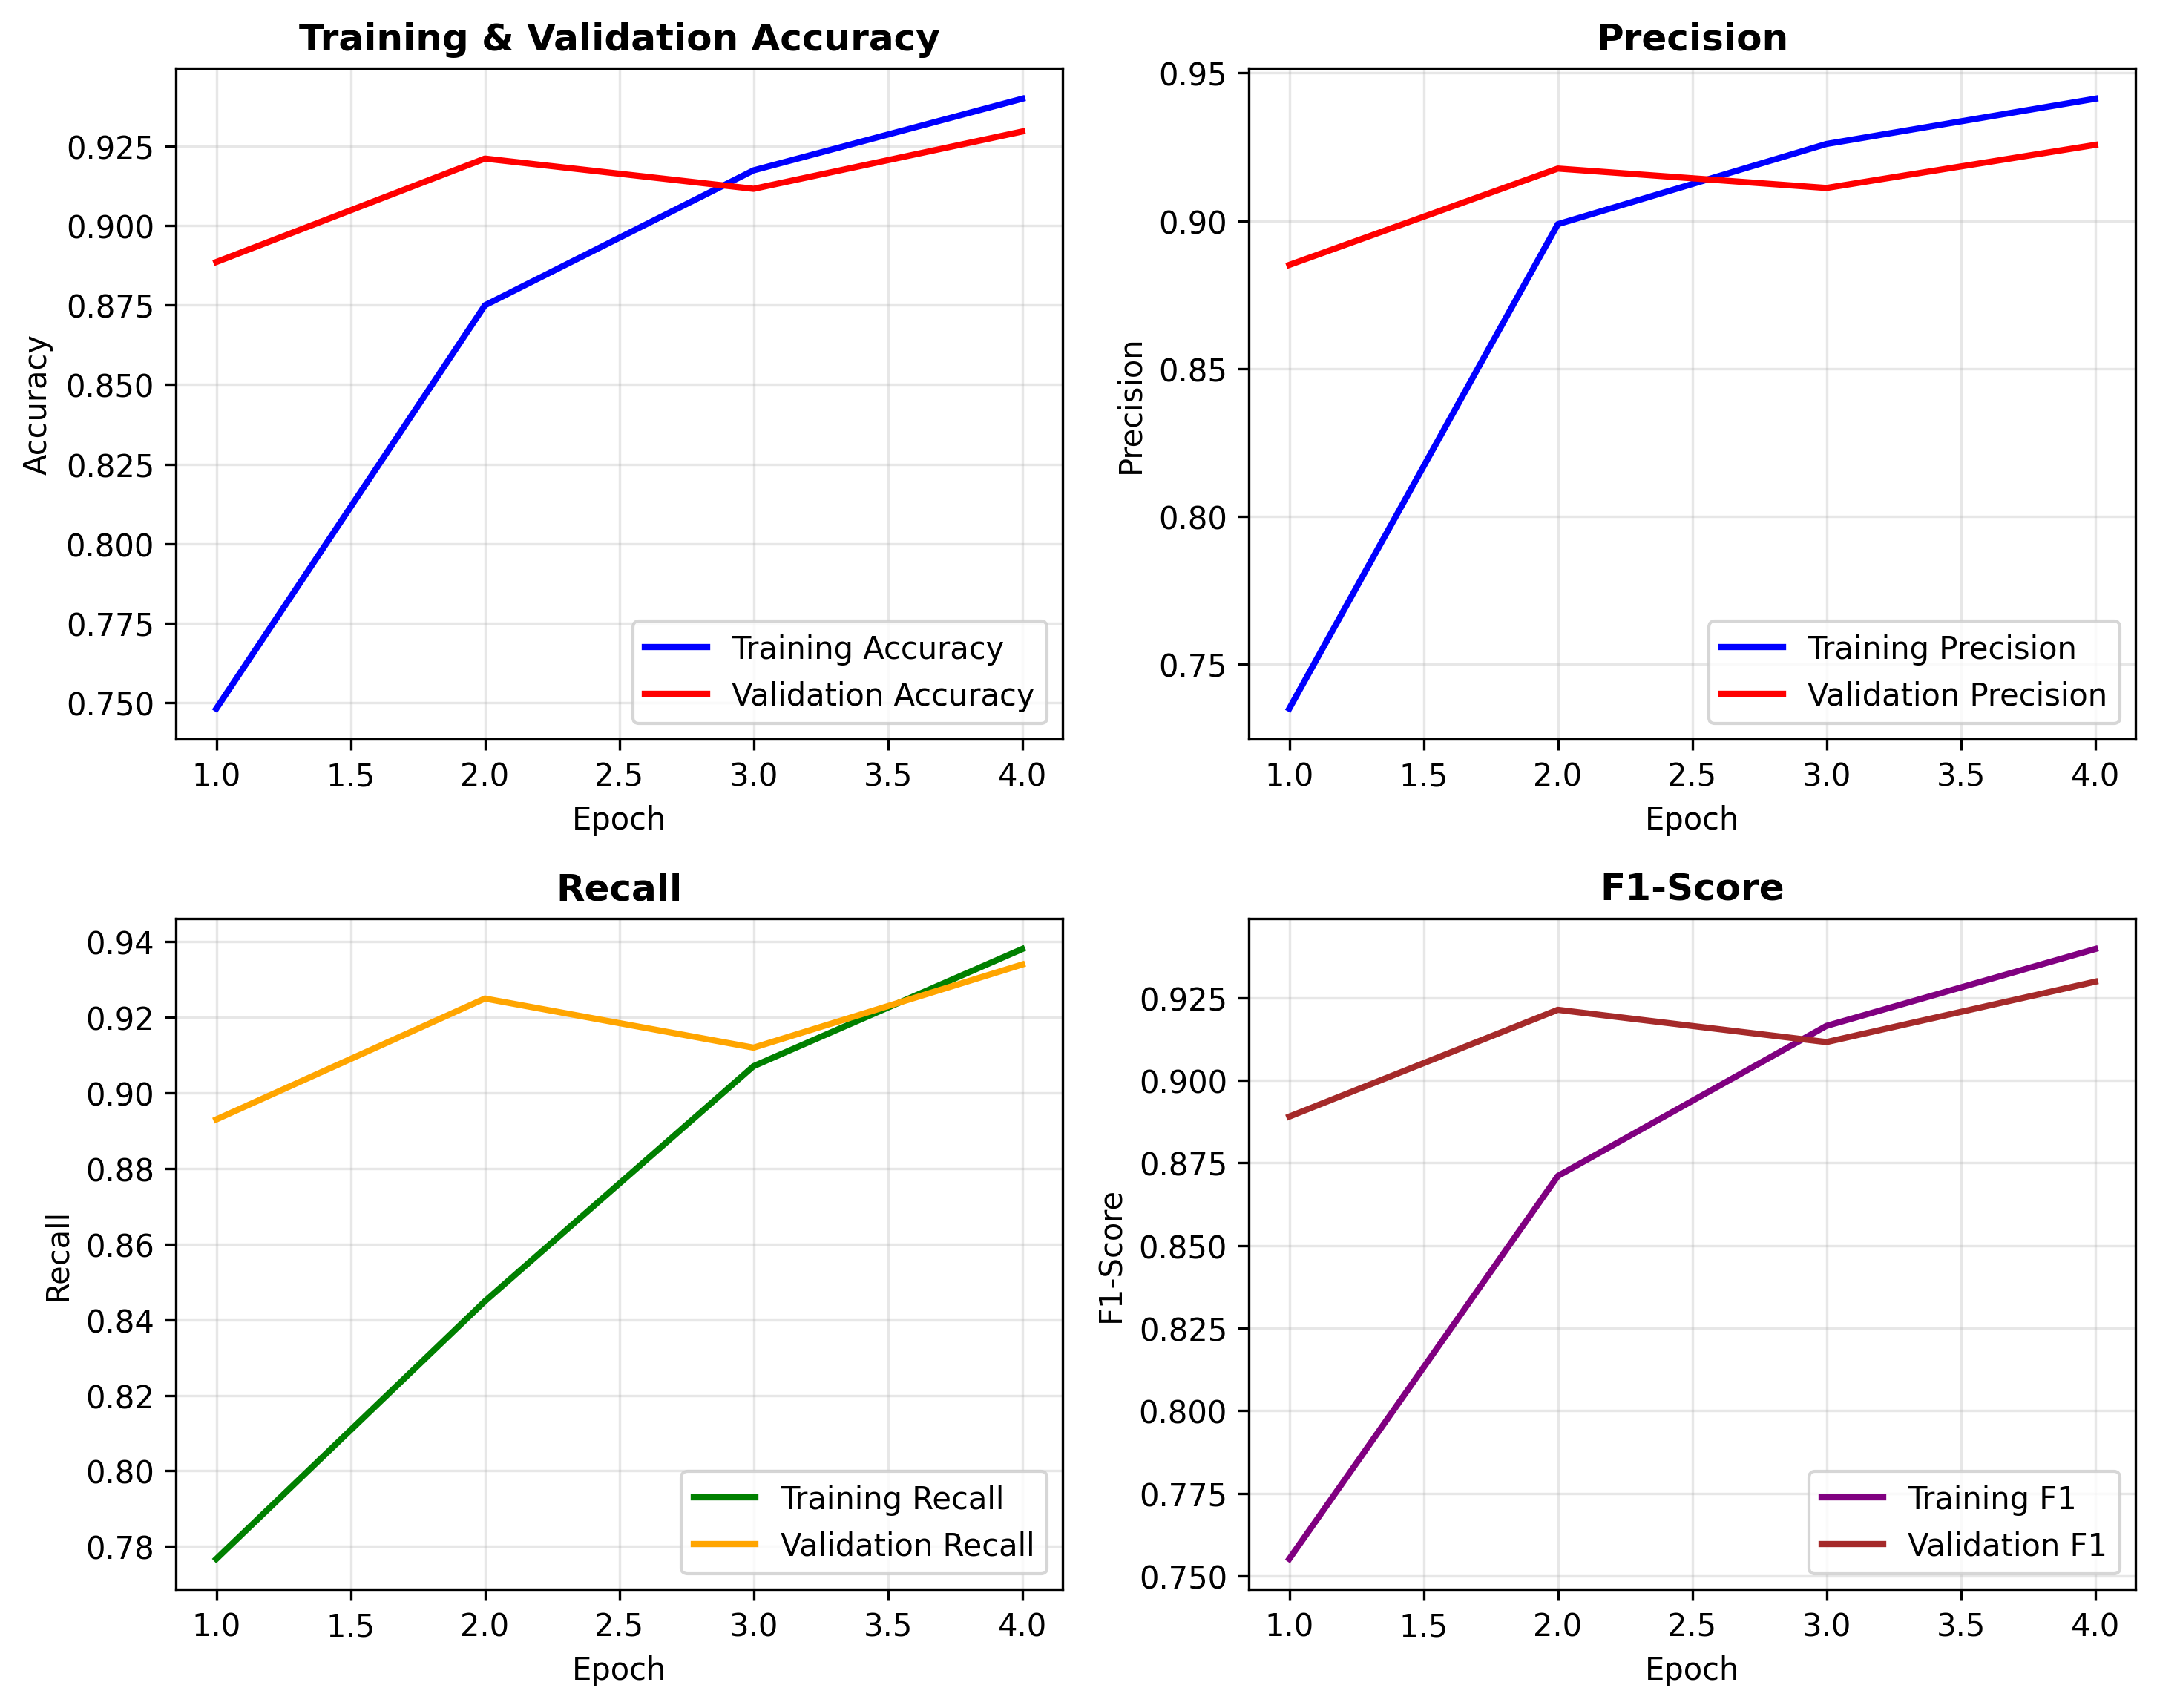 Training & Validation Accuracy
Accuracy
0.925
0.900
0.875
0.850
0.825
0.800
0.775
0.750
Training Accuracy
Validation Accuracy
1.0 1.5 2.0 2.5 3.0 3.5 4.0
Epoch
Precision
Precision
0.95
0.90
0.85
0.80
0.75
Training Precision
Validation Precision
1.0 1.5 2.0 2.5 3.0 3.5 4.0
Epoch
Recall
Recall
0.94
0.92
0.90
0.88
0.86
0.84
0.82
0.80
0.78
Training Recall
Validation Recall
1.0 1.5 2.0 2.5 3.0 3.5 4.0
Epoch
F1-Score
F1-Score
0.925
0.900
0.875
0.850
0.825
0.800
0.775
0.750
Training F1
Validation F1
1.0 1.5 2.0 2.5 3.0 3.5 4.0
Epoch